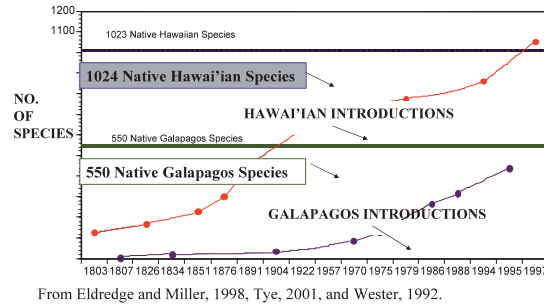 1200
1100
1023 Native Hawaiian Species
1024 Native Hawai'ian Species
NO.
OF
SPECIES
HAWAI'IAN INTRODUCTIONS
550 Native Galapagos Species
550 Native Galapagos Species
GALAPAGOS INTRODUCTIONS
1803 1807 1826 1834 1851 1876 1891 1904 1922 1957 1970 1975 1979 1986 1988 1994 1995 1997
From Eldredge and Miller, 1998, Tye, 2001, and Wester, 1992.